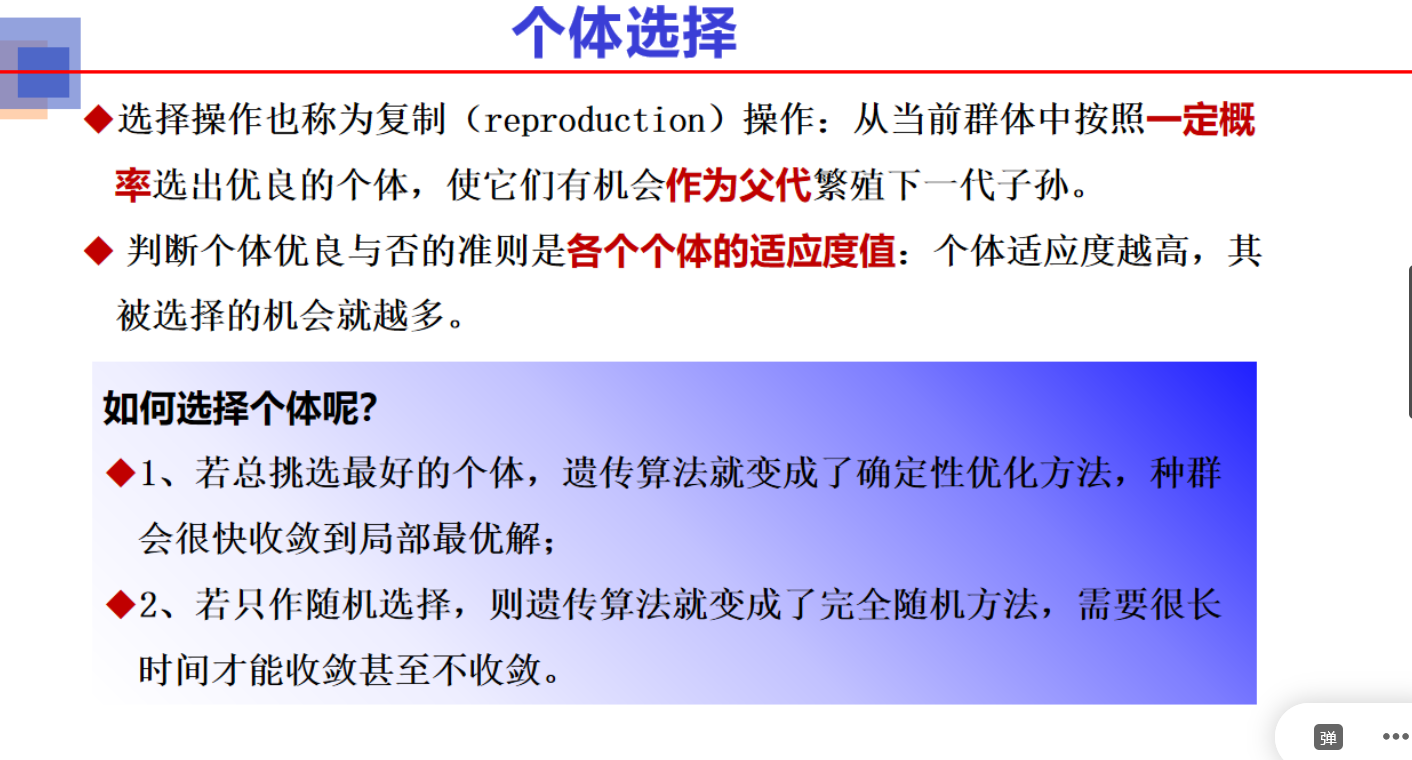 个体选择
◆选择操作也称为复制（reproduction）操作：从当前群体中按照一定概
率选出优良的个体，使它们有机会作为父代繁殖下一代子孙。
◆ 判断个体优良与否的准则是各个个体的适应度值：个体适应度越高，其
被选择的机会就越多。
如何选择个体呢？
◆1、若总挑选最好的个体，遗传算法就变成了确定性优化方法，种群
会很快收敛到局部最优解；
◆2、若只作随机选择，则遗传算法就变成了完全随机方法，需要很长
时间才能收敛甚至不收敛。
弹